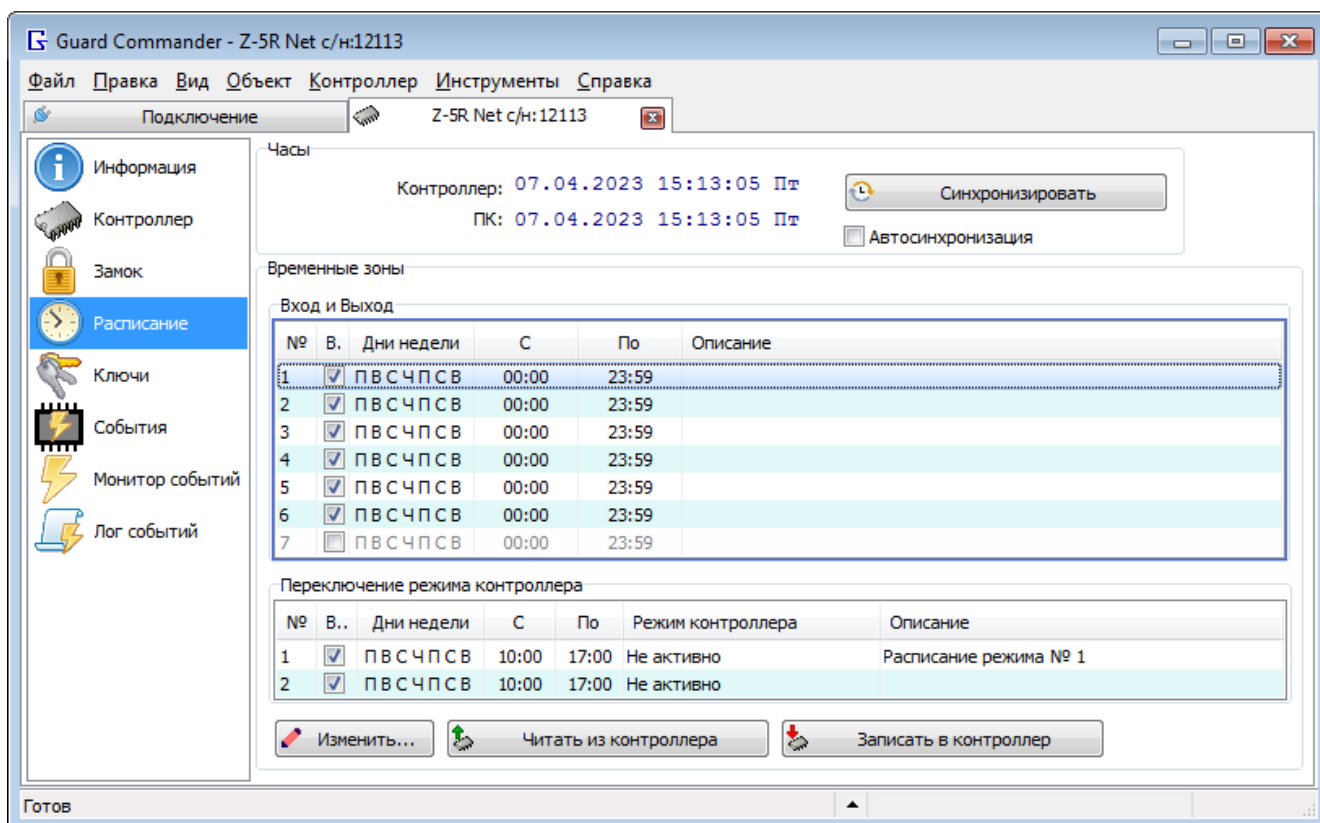 Guard Commander - Z-5R Net с/н:12113
Файл Правка Вид Объект Контроллер Инструменты Справка
Подключение Z-5R Net с/н:12113
Информация
Контроллер
Замок
Расписание
Ключи
События
Монитор событий
Лог событий
Часы
Контроллер: 07.04.2023 15:13:05 Пт Синхронизировать
ПК: 07.04.2023 15:13:05 Пт Автосинхронизация
Временные зоны
Вход и Выход
№ В. Дни недели С По Описание
1 П В С Ч П С В 00:00 23:59
2 П В С Ч П С В 00:00 23:59
3 П В С Ч П С В 00:00 23:59
4 П В С Ч П С В 00:00 23:59
5 П В С Ч П С В 00:00 23:59
6 П В С Ч П С В 00:00 23:59
7 П В С Ч П С В 00:00 23:59
Переключение режима контроллера
№ В.. Дни недели С По Режим контроллера Описание
1 П В С Ч П С В 10:00 17:00 Не активно Расписание режима № 1
2 П В С Ч П С В 10:00 17:00 Не активно
Изменить... Читать из контроллера Записать в контроллер
Готов